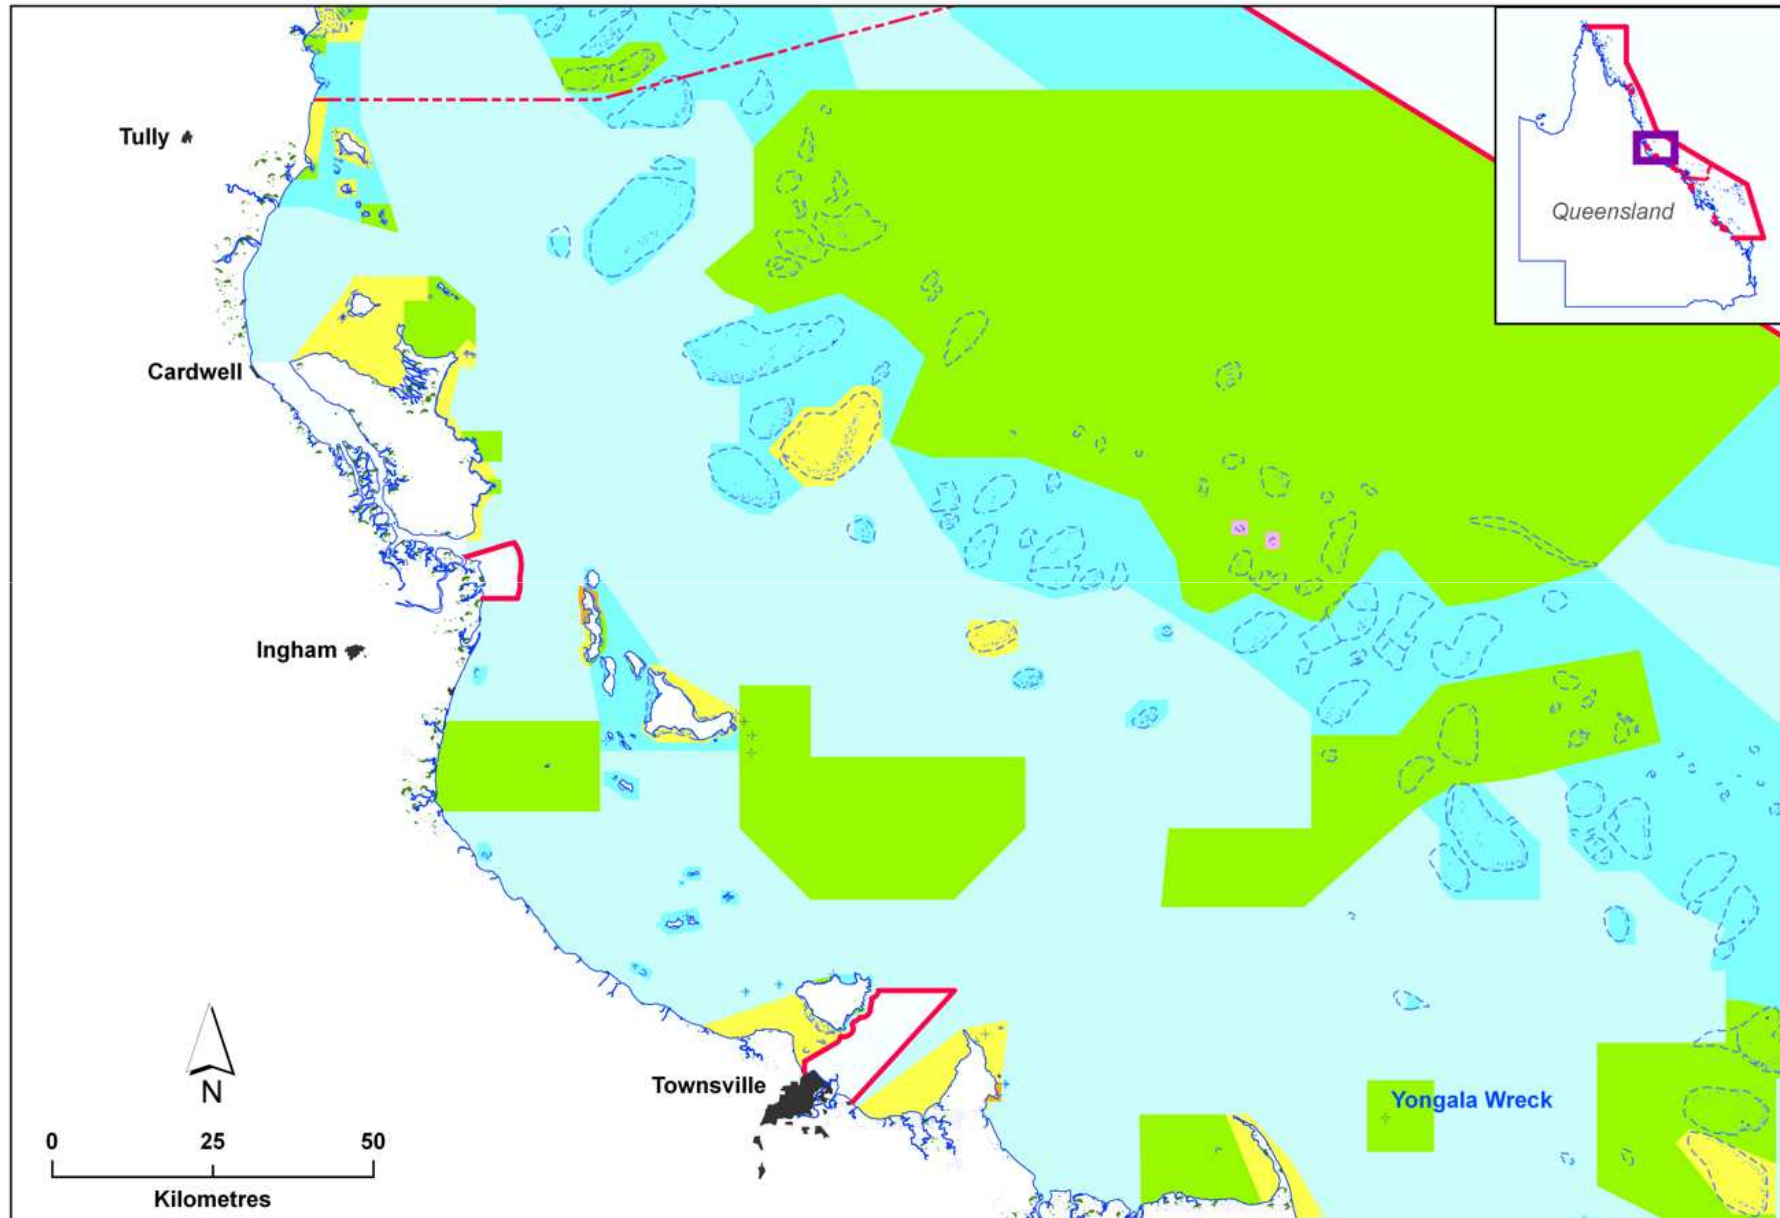 Tully
Queensland
Cardwell
Ingham
Townsville
Yongala Wreck
N
0 25 50
Kilometres